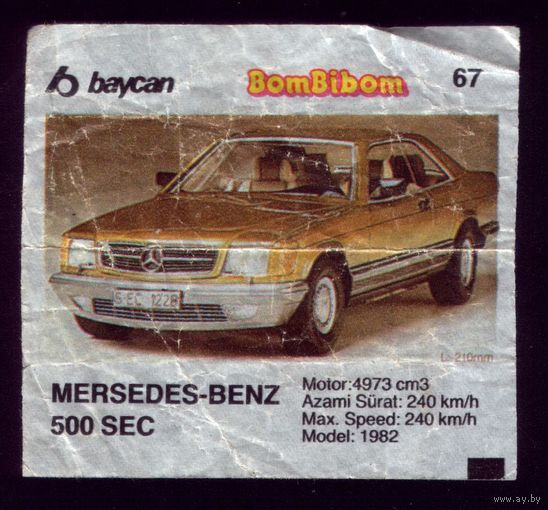 baycan BomBibom 67
S EC 1228
L: 210mm
MERSEDES-BENZ
500 SEC
Motor:4973 cm3
Azami Sürat: 240 km/h
Max. Speed: 240 km/h
Model: 1982
www.ay.by